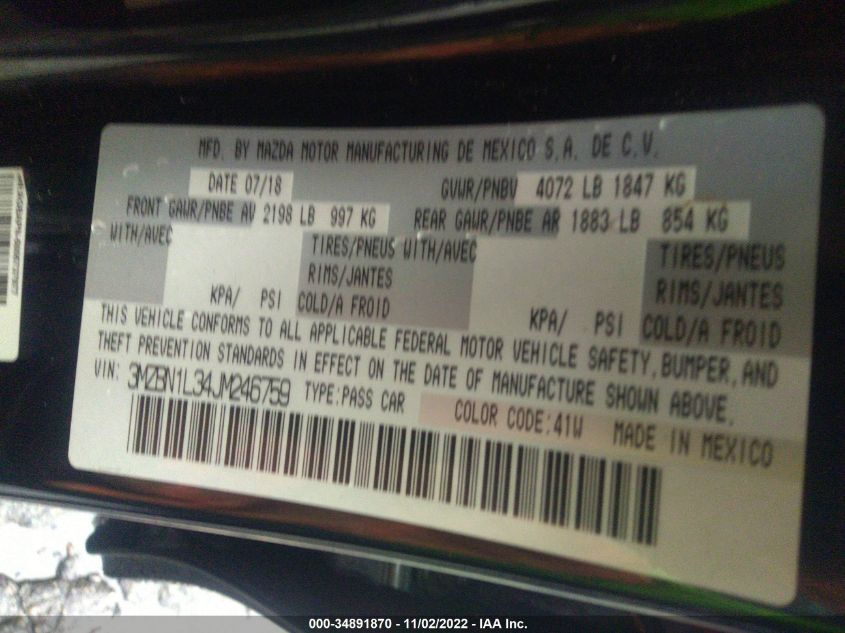 MFD. BY MAZDA MOTOR MANUFACTURING DE MEXICO S.A. DE C.V.
DATE 07/18 GVWR/PNBV 4072 LB 1847 KG
FRONT GAWR/PNBE AV 2198 LB 997 KG REAR GAWR/PNBE AR 1883 LB 854 KG
WITH/AVEC TIRES/PNEUS WITH/AVEC TIRES/PNEUS
RIMS/JANTES RIMS/JANTES
KPA/ PSI COLD/A FROID KPA/ PSI COLD/A FROID
THIS VEHICLE CONFORMS TO ALL APPLICABLE FEDERAL MOTOR VEHICLE SAFETY, BUMPER, AND
THEFT PREVENTION STANDARDS IN EFFECT ON THE DATE OF MANUFACTURE SHOWN ABOVE.
VIN: 3MZBN1L34JM246759 TYPE:PASS CAR COLOR CODE:41W MADE IN MEXICO
000-34891870 - 11/02/2022 - IAA Inc.